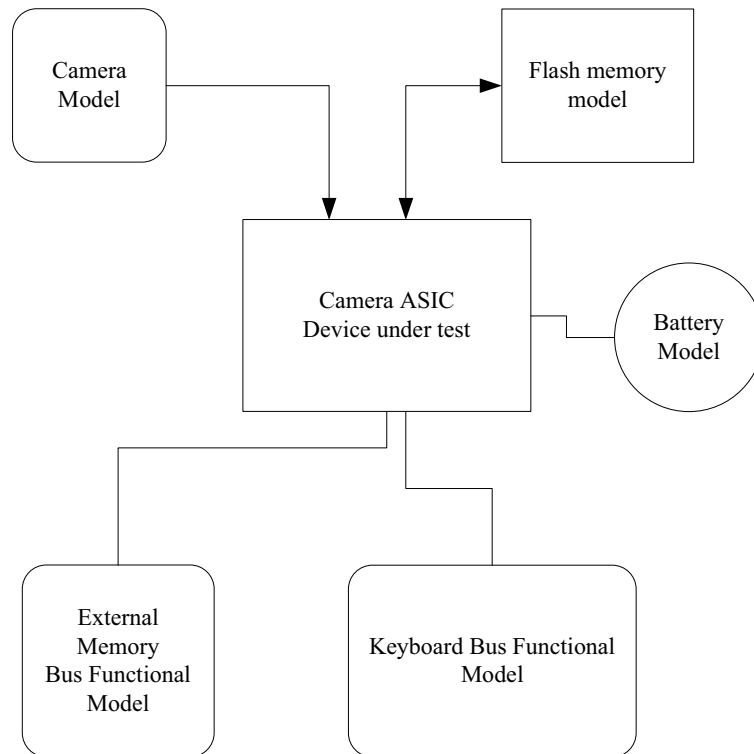 Camera
Model
Flash memory
model
Camera ASIC
Device under test
Battery
Model
External
Memory
Bus Functional
Model
Keyboard Bus Functional
Model